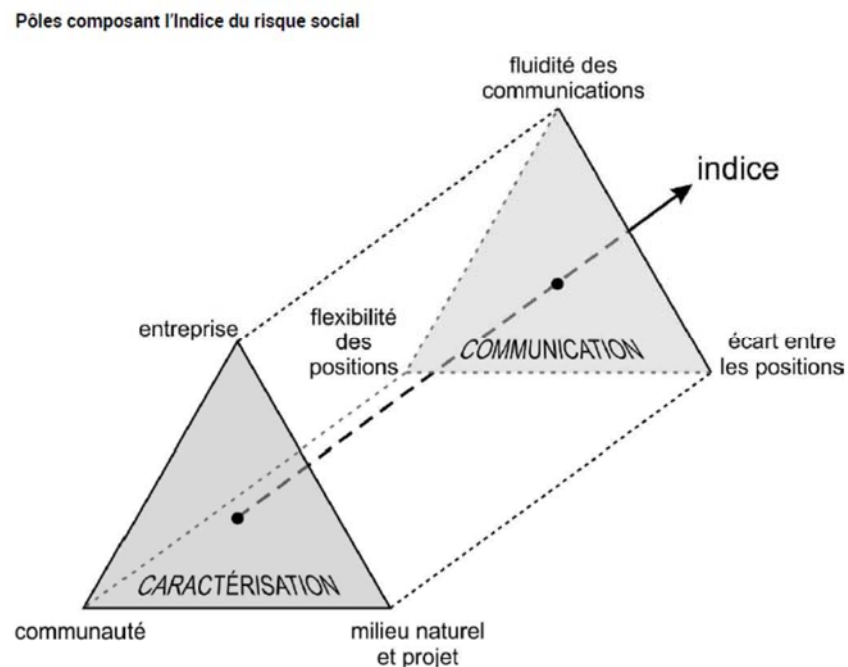 Pôles composant l'Indice du risque social
fluidité des
communications
indice
entreprise
flexibilité
des
positions
COMMUNICATION
écart entre
les positions
CARACTÉRISATION
communauté
milieu naturel
et projet